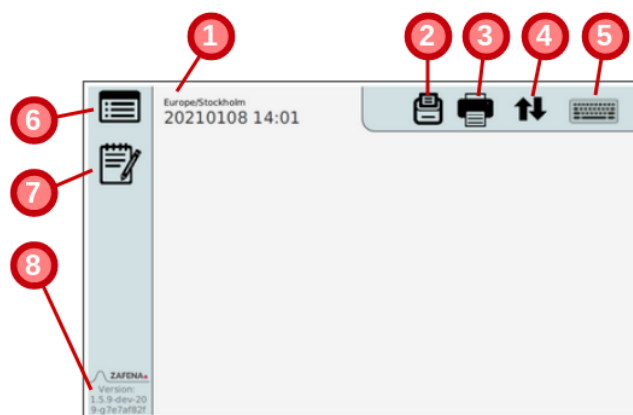 1
2
3
4
5
Europe/Stockholm
20210108 14:01
6
7
8
ZAFENA
Version:
1.5.9-dev-20
9-g7e7af82f